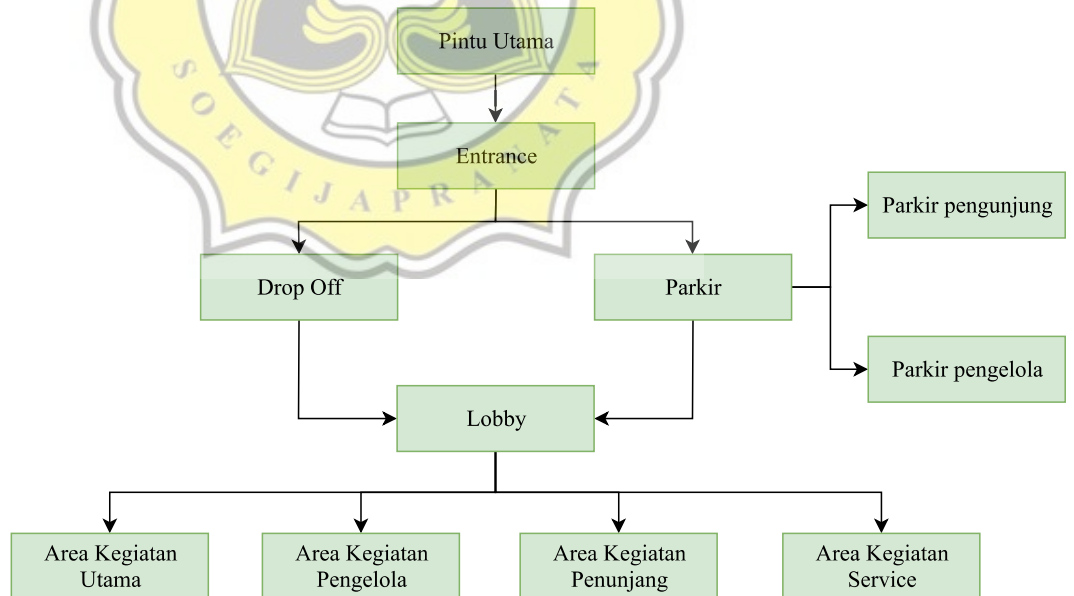 Pintu Utama
Entrance
SOEGIJAPRANATA
Parkir pengunjung
Drop Off
Parkir
Parkir pengelola
Lobby
Area Kegiatan
Utama
Area Kegiatan
Pengelola
Area Kegiatan
Penunjang
Area Kegiatan
Service